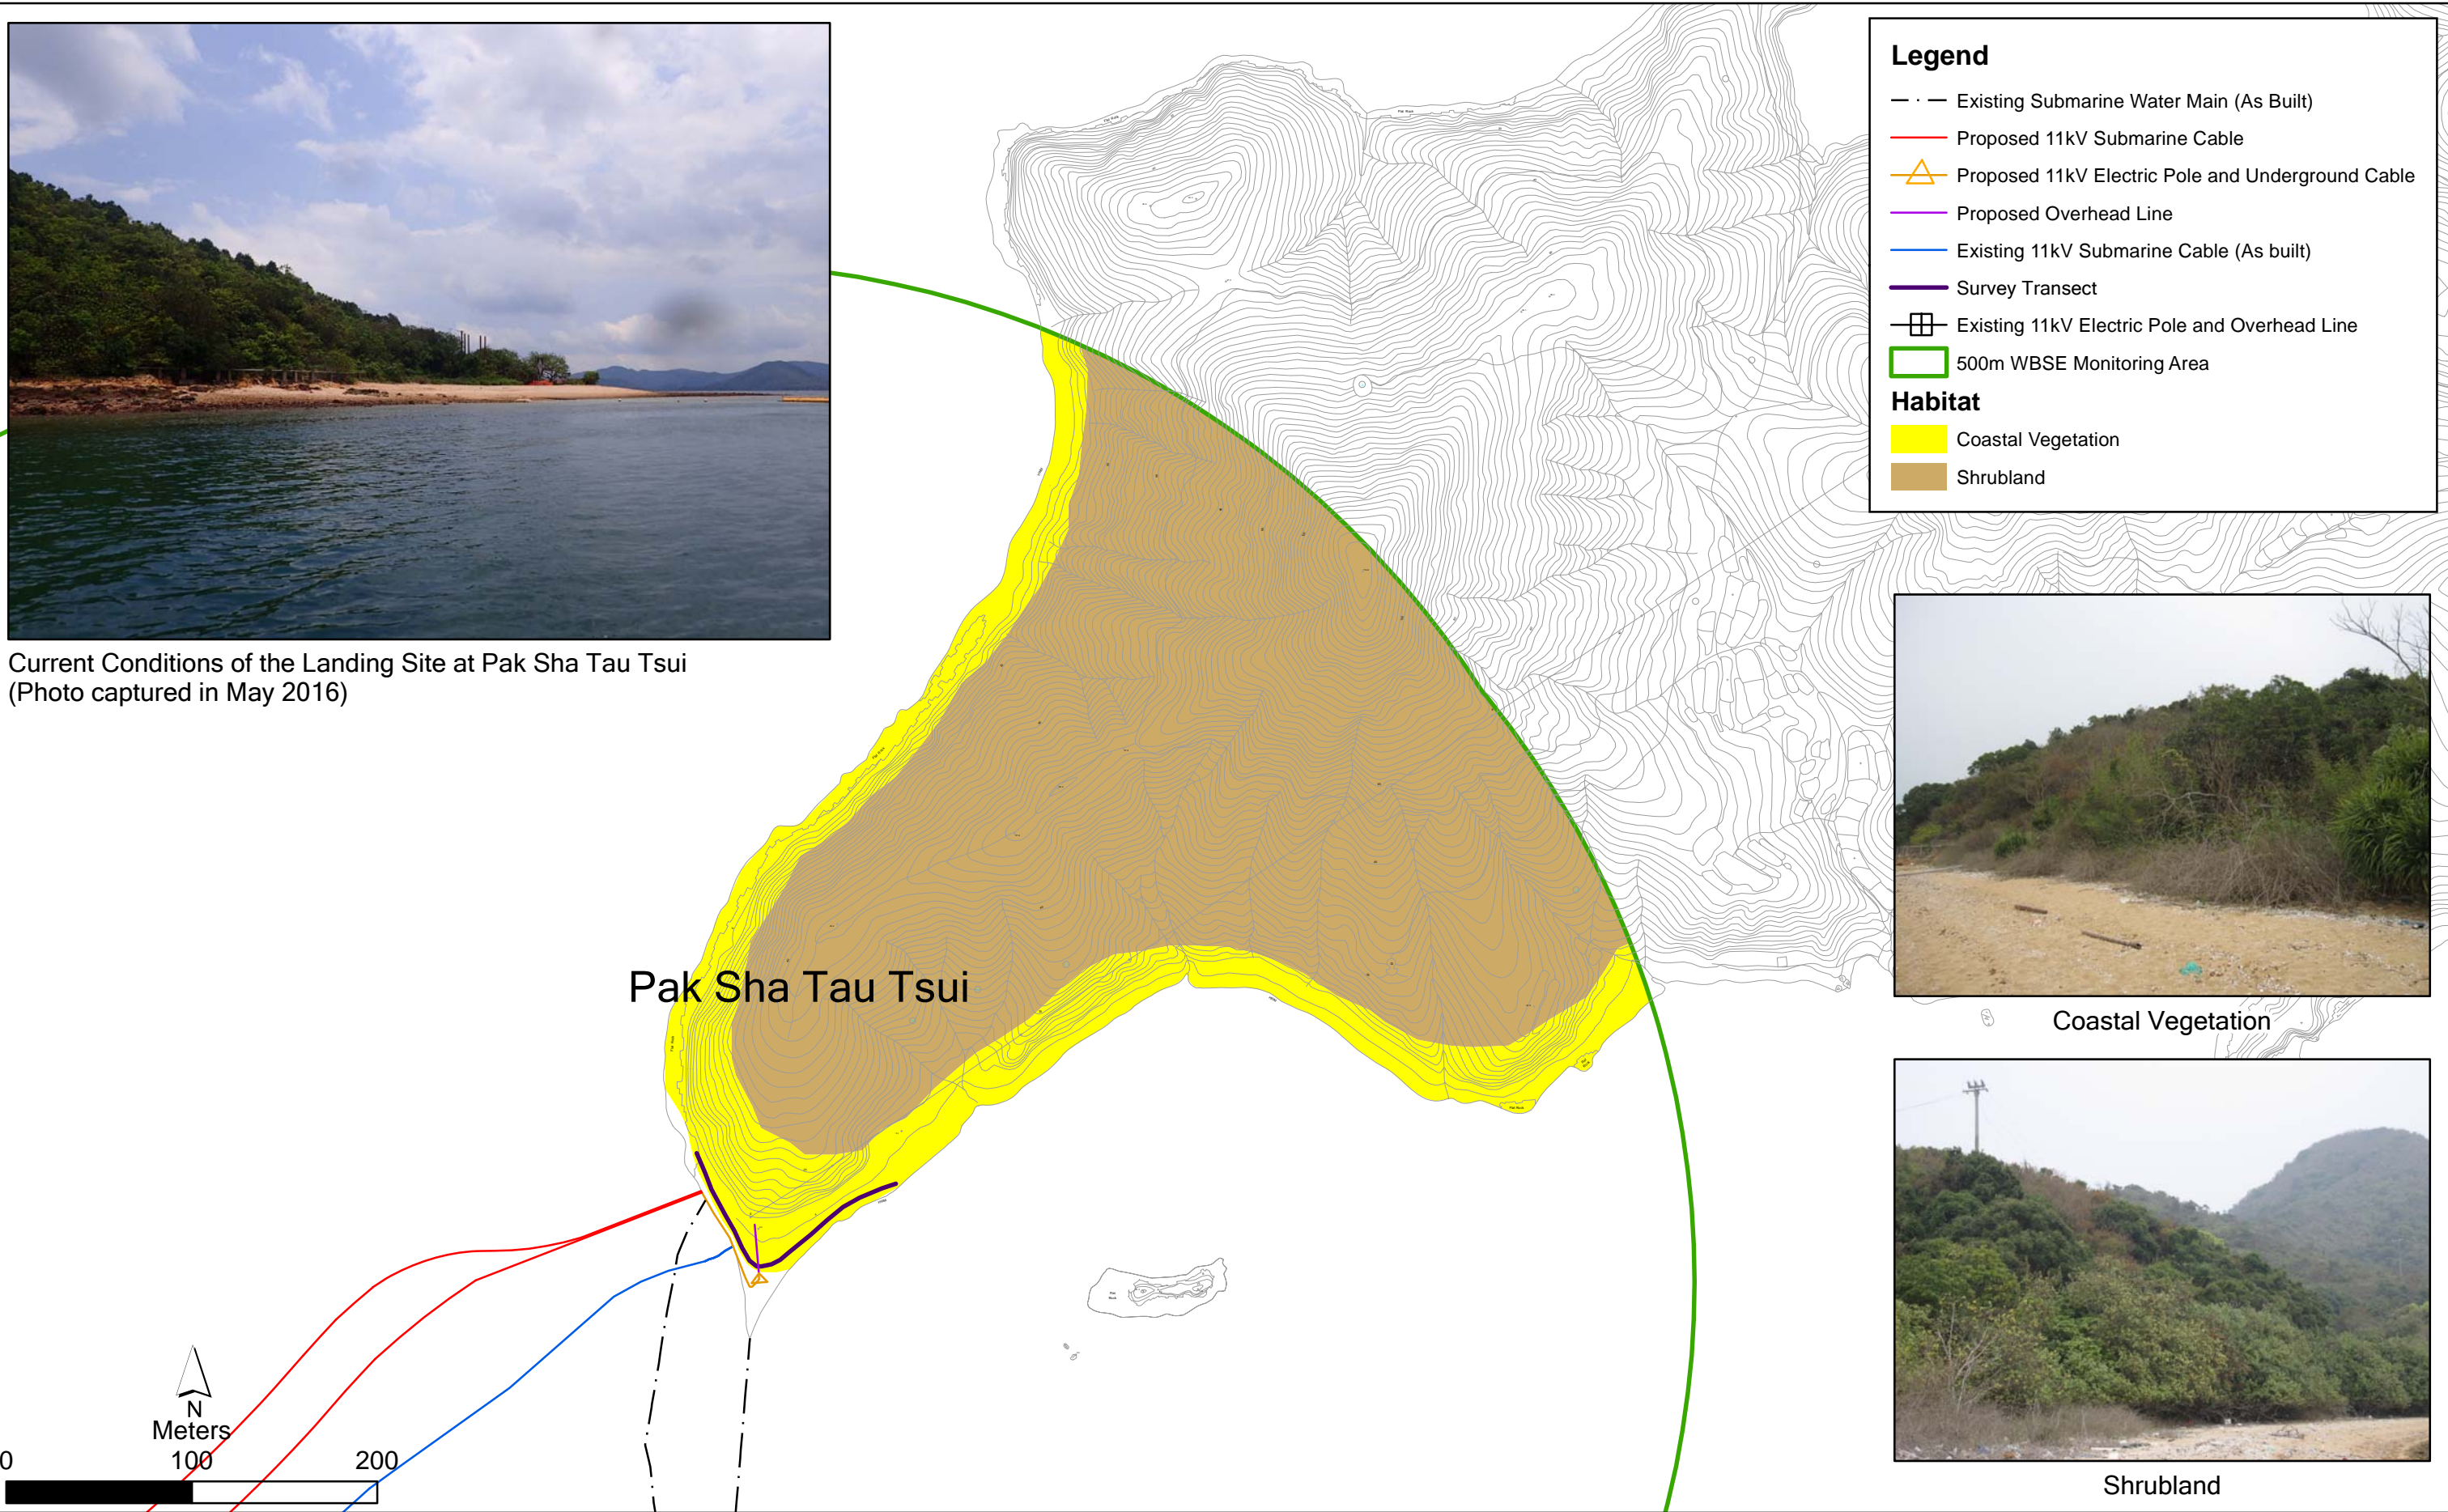 Current Conditions of the Landing Site at Pak Sha Tau Tsui
(Photo captured in May 2016)
Legend
Existing Submarine Water Main (As Built)
Proposed 11kV Submarine Cable
Proposed 11kV Electric Pole and Underground Cable
Proposed Overhead Line
Existing 11kV Submarine Cable (As built)
Survey Transect
Existing 11kV Electric Pole and Overhead Line
500m WBSE Monitoring Area
Habitat
Coastal Vegetation
Shrubland
Pak Sha Tau Tsui
Coastal Vegetation
Shrubland
N
Meters
0 100 200